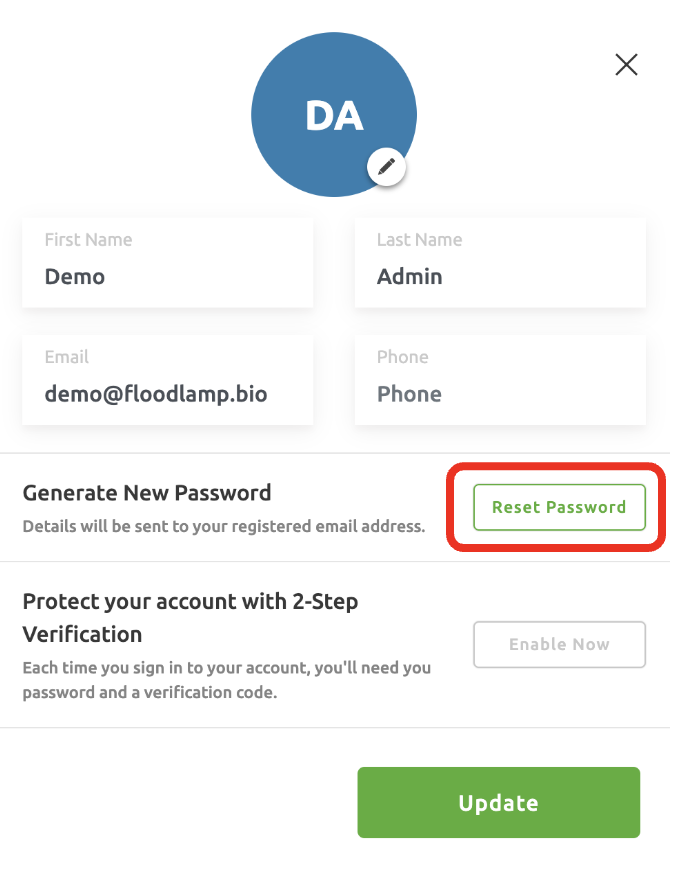 DA
First Name
Demo
Last Name
Admin
Email
demo@floodlamp.bio
Phone
Phone
Generate New Password
Details will be sent to your registered email address.
Reset Password
Protect your account with 2-Step
Verification
Each time you sign in to your account, you'll need you
password and a verification code.
Enable Now
Update